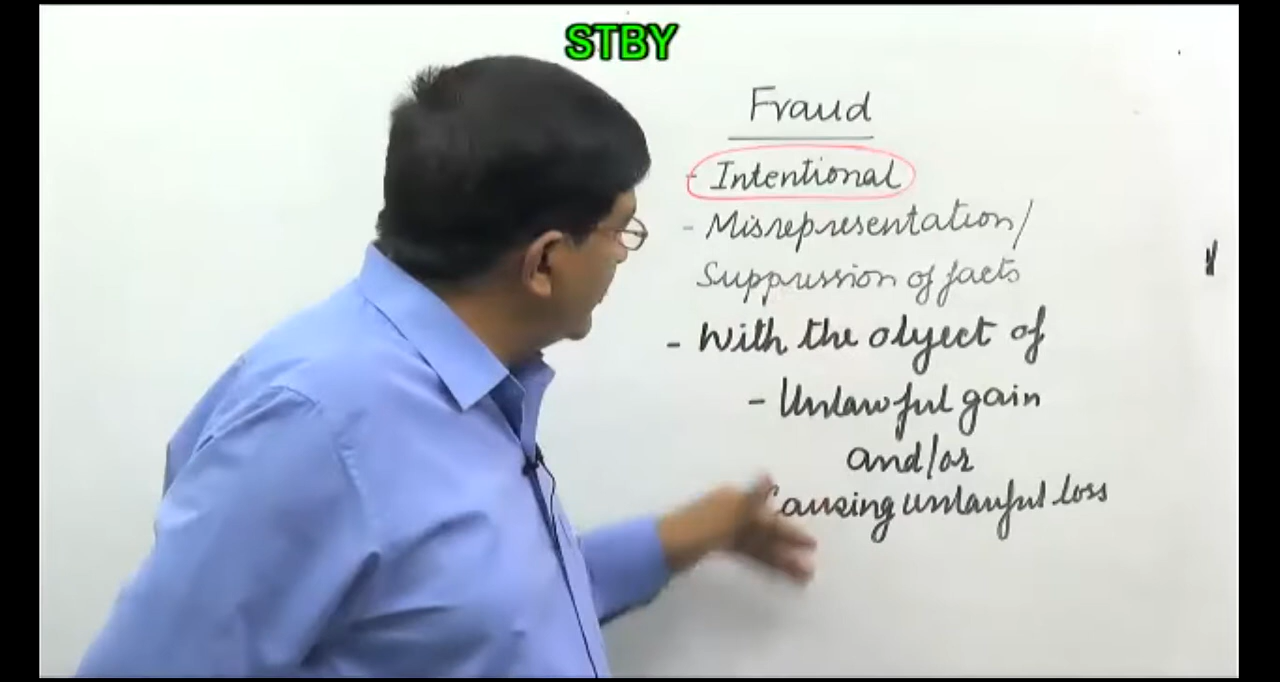 STBY
Fraud
- Intentional
- Misrepresentation/
Suppression of facts
- With the object of
- Unlawful gain
and/or
Causing unlawful loss